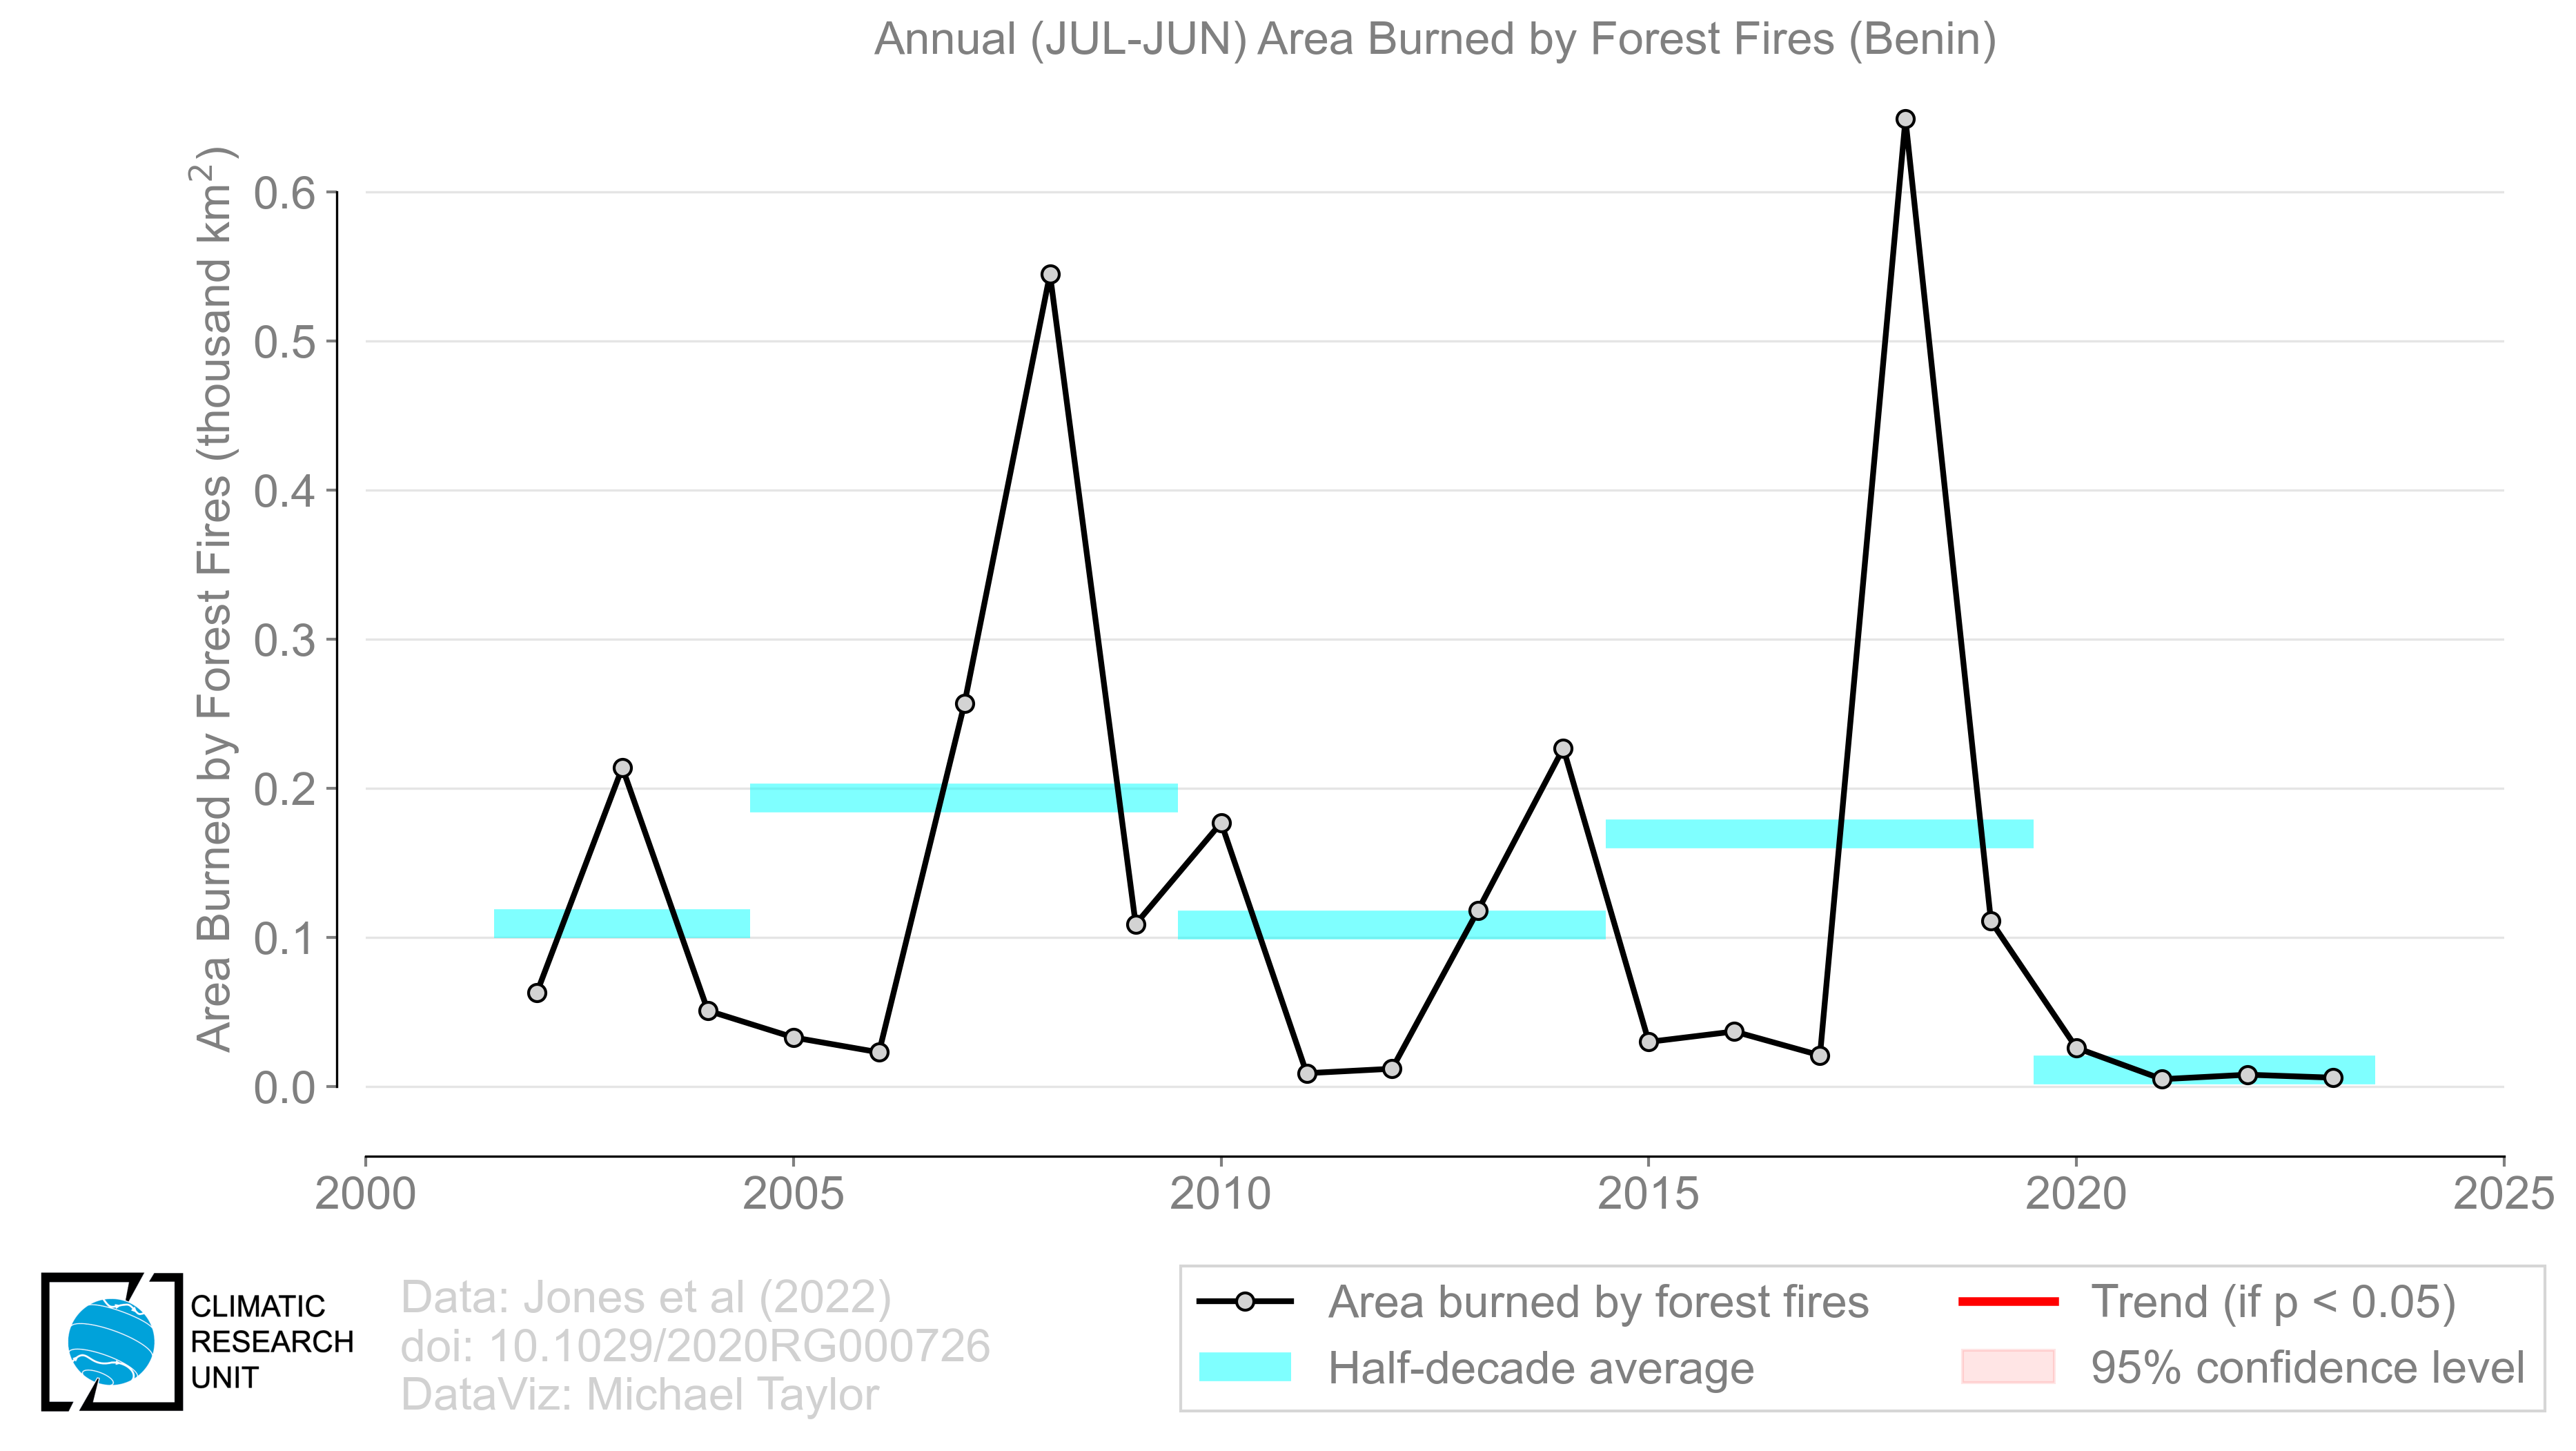 Annual (JUL-JUN) Area Burned by Forest Fires (Benin)
Area Burned by Forest Fires (thousand km²)
0.6
0.5
0.4
0.3
0.2
0.1
0.0
2000 2005 2010 2015 2020 2025
CLIMATIC
RESEARCH
UNIT
Data: Jones et al (2022)
doi: 10.1029/2020RG000726
DataViz: Michael Taylor
Area burned by forest fires
Half-decade average
Trend (if p < 0.05)
95% confidence level